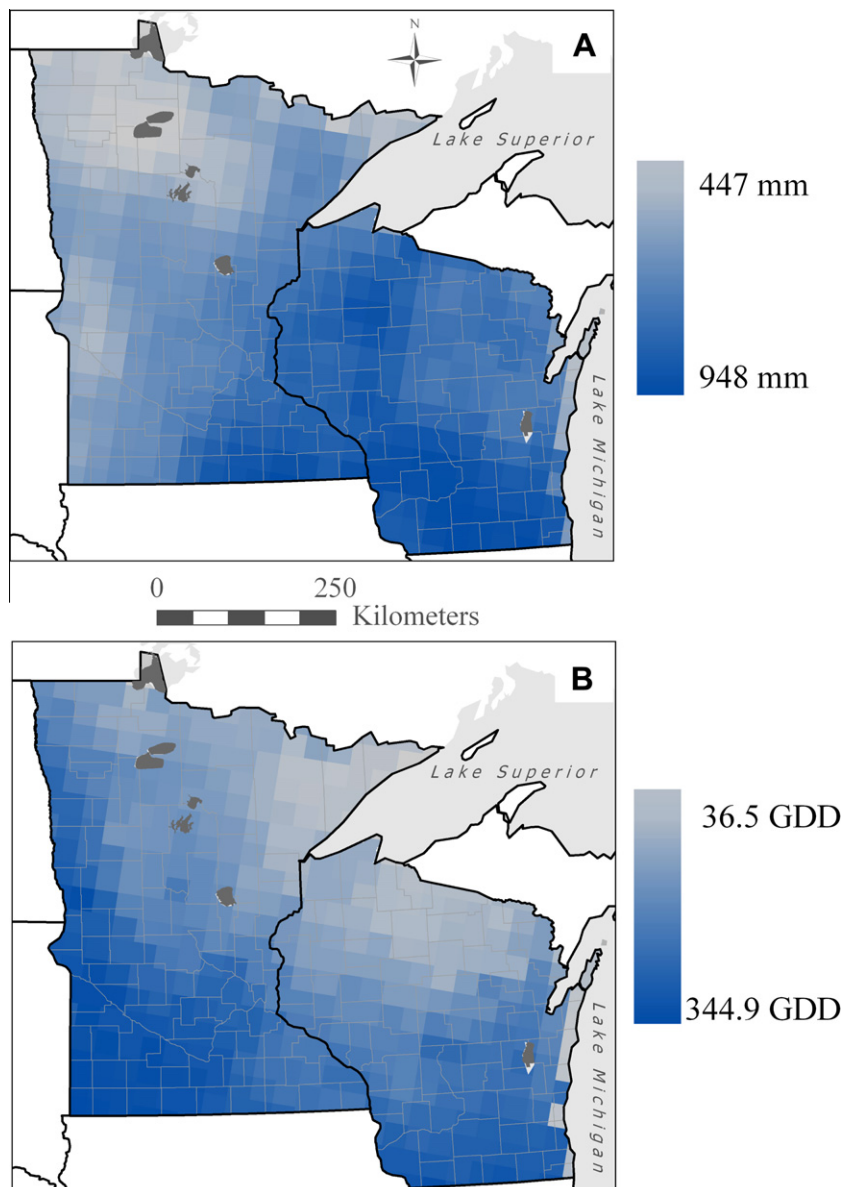 N
A
Lake Superior
447 mm
948 mm
Lake Michigan
0 250
Kilometers
B
Lake Superior
36.5 GDD
344.9 GDD
Lake Michigan